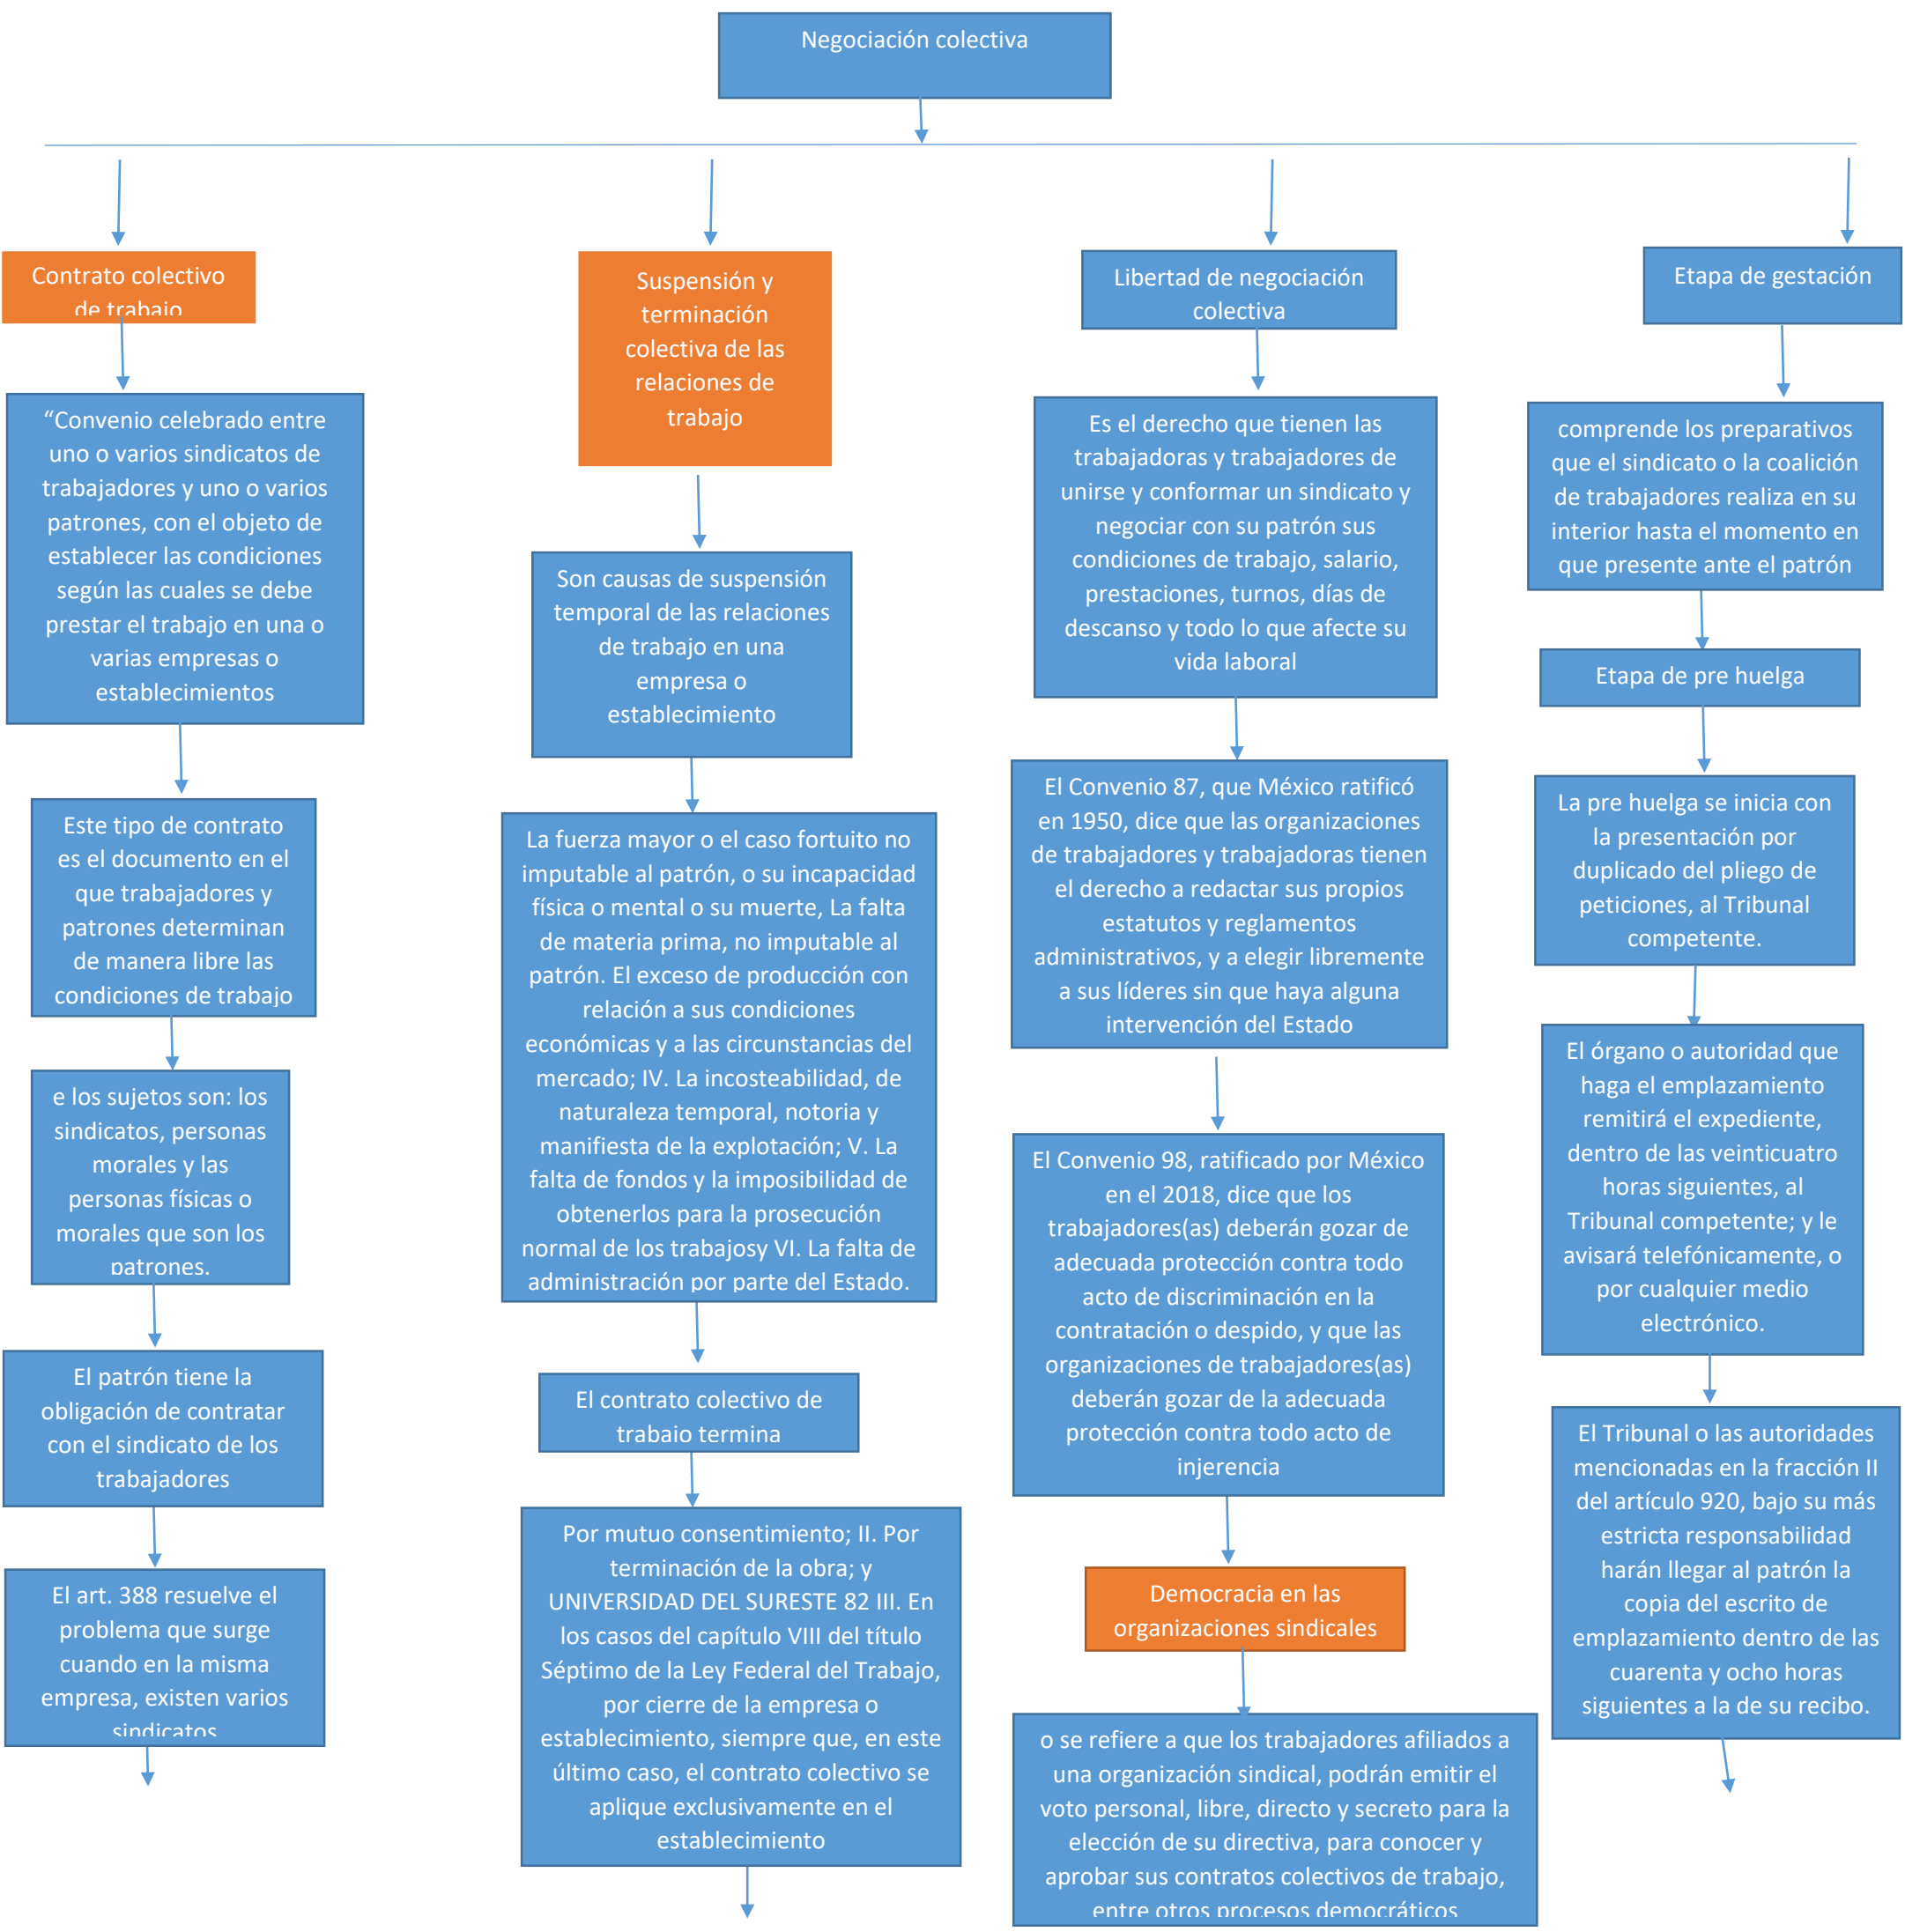 Negociación colectiva
Contrato colectivo
de trabajo
“Convenio celebrado entre
uno o varios sindicatos de
trabajadores y uno o varios
patrones, con el objeto de
establecer las condiciones
según las cuales se debe
prestar el trabajo en una o
varias empresas o
establecimientos
Este tipo de contrato
es el documento en el
que trabajadores y
patrones determinan
de manera libre las
condiciones de trabajo
e los sujetos son: los
sindicatos, personas
morales y las
personas físicas o
morales que son los
patrones.
El patrón tiene la
obligación de contratar
con el sindicato de los
trabajadores
El art. 388 resuelve el
problema que surge
cuando en la misma
empresa, existen varios
sindicatos
Suspensión y
terminación
colectiva de las
relaciones de
trabajo
Son causas de suspensión
temporal de las relaciones
de trabajo en una
empresa o
establecimiento
La fuerza mayor o el caso fortuito no
imputable al patrón, o su incapacidad
física o mental o su muerte, La falta
de materia prima, no imputable al
patrón. El exceso de producción con
relación a sus condiciones
económicas y a las circunstancias del
mercado; IV. La incosteabilidad, de
naturaleza temporal, notoria y
manifiesta de la explotación; V. La
falta de fondos y la imposibilidad de
obtenerlos para la prosecución
normal de los trabajosy VI. La falta de
administración por parte del Estado.
El contrato colectivo de
trabajo termina
Por mutuo consentimiento; II. Por
terminación de la obra; y
UNIVERSIDAD DEL SURESTE 82 III. En
los casos del capítulo VIII del título
Séptimo de la Ley Federal del Trabajo,
por cierre de la empresa o
establecimiento, siempre que, en este
último caso, el contrato colectivo se
aplique exclusivamente en el
establecimiento
Libertad de negociación
colectiva
Es el derecho que tienen las
trabajadoras y trabajadores de
unirse y conformar un sindicato y
negociar con su patrón sus
condiciones de trabajo, salario,
prestaciones, turnos, días de
descanso y todo lo que afecte su
vida laboral
El Convenio 87, que México ratificó
en 1950, dice que las organizaciones
de trabajadores y trabajadoras tienen
el derecho a redactar sus propios
estatutos y reglamentos
administrativos, y a elegir libremente
a sus líderes sin que haya alguna
intervención del Estado
El Convenio 98, ratificado por México
en el 2018, dice que los
trabajadores(as) deberán gozar de
adecuada protección contra todo
acto de discriminación en la
contratación o despido, y que las
organizaciones de trabajadores(as)
deberán gozar de la adecuada
protección contra todo acto de
injerencia
Democracia en las
organizaciones sindicales
o se refiere a que los trabajadores afiliados a
una organización sindical, podrán emitir el
voto personal, libre, directo y secreto para la
elección de su directiva, para conocer y
aprobar sus contratos colectivos de trabajo,
entre otros procesos democráticos
Etapa de gestación
comprende los preparativos
que el sindicato o la coalición
de trabajadores realiza en su
interior hasta el momento en
que presente ante el patrón
Etapa de pre huelga
La pre huelga se inicia con
la presentación por
duplicado del pliego de
peticiones, al Tribunal
competente.
El órgano o autoridad que
haga el emplazamiento
remitirá el expediente,
dentro de las veinticuatro
horas siguientes, al
Tribunal competente; y le
avisará telefónicamente, o
por cualquier medio
electrónico.
El Tribunal o las autoridades
mencionadas en la fracción II
del artículo 920, bajo su más
estricta responsabilidad
harán llegar al patrón la
copia del escrito de
emplazamiento dentro de las
cuarenta y ocho horas
siguientes a la de su recibo.